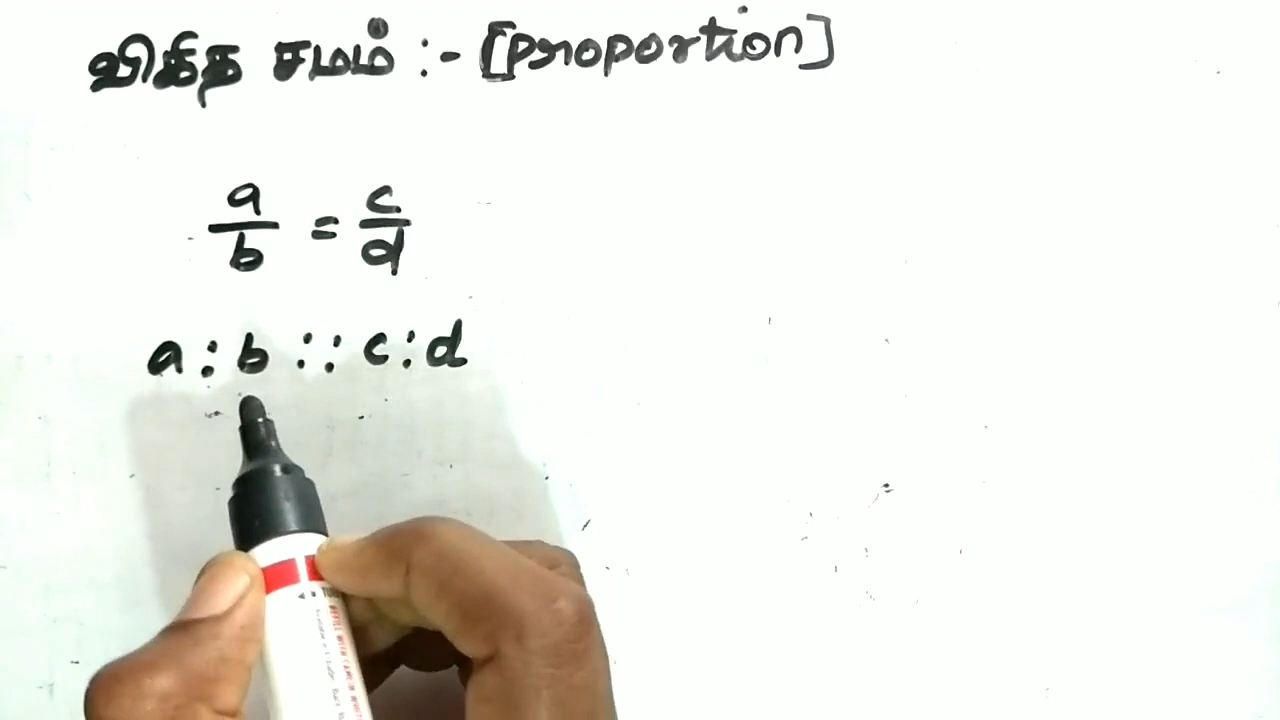 விகித சமம் :- [proportion]
a/b = c/d
a : b :: c : d